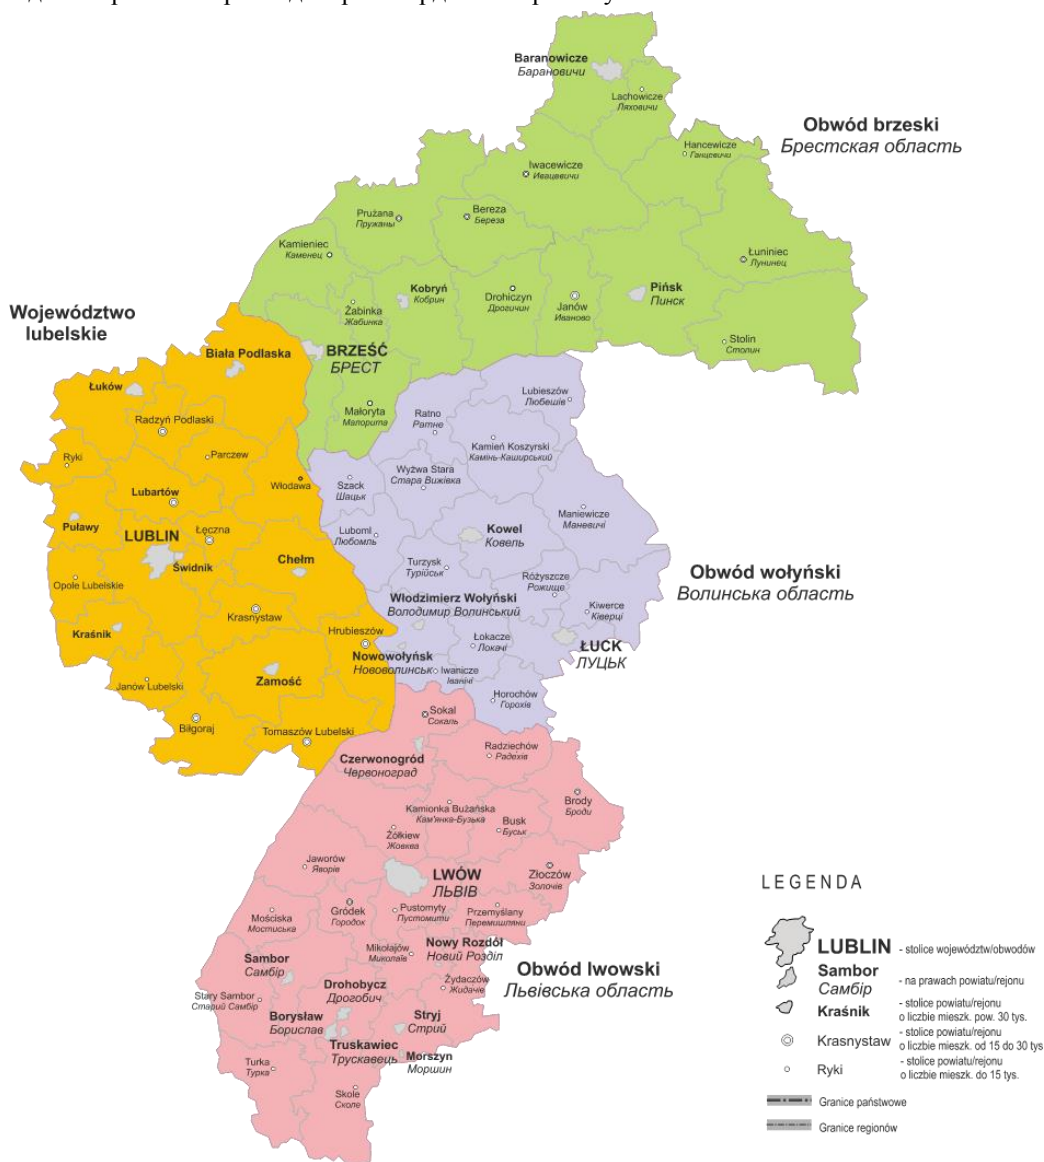 Baranowicze
Барановичи
Lachowicze
Ляховичи
Obwód brzeski
Брестская область
Hancewicze
Ганцевичи
Iwacewicze
Ивацевичи
Prużana
Пружаны
Bereza
Береза
Kamieniec
Каменец
Łuniniec
Лунинец
Kobryń
Кобрин
Drohiczyn
Дрогичин
Janów
Иваново
Pińsk
Пинск
Żabinka
Жабинка
Stolin
Столин
BRZEŚĆ
БРЕСТ
Małoryta
Малорита
Województwo
lubelskie
Biała Podlaska
Łuków
Radzyń Podlaski
Ryki
Parczew
Włodawa
Lubartów
Puławy
LUBLIN
Łęczna
Świdnik
Chełm
Opole Lubelskie
Krasnystaw
Kraśnik
Hrubieszów
Zamość
Janów Lubelski
Biłgoraj
Tomaszów Lubelski
Lubieszów
Любешів
Ratno
Ратне
Kamień Koszyrski
Камінь-Каширський
Wyżwa Stara
Стара Вижівка
Szack
Шацьк
Maniewicze
Маневичі
Luboml
Любомль
Kowel
Ковель
Turzysk
Турійськ
Różyszcze
Рожище
Obwód wołyński
Волинська область
Włodzimierz Wołyński
Володимир Волинський
Kiwerce
Ківерці
Łokacze
Локачі
ŁUCK
ЛУЦЬК
Nowowołyńsk
Нововолинськ
Iwanicze
Іванічі
Horochów
Горохів
Sokal
Сокаль
Czerwonogród
Червоноград
Radziechów
Радехів
Brody
Броди
Kamionka Bużańska
Кам'янка-Бузька
Busk
Буськ
Żółkiew
Жовква
Jaworów
Яворів
LWÓW
ЛЬВІВ
Złoczów
Золочів
Mościska
Мостиська
Gródek
Городок
Pustomyty
Пустомити
Przemyślany
Перемишляни
Mikołajów
Миколаїв
Nowy Rozdół
Новий Розділ
Sambor
Самбір
Obwód lwowski
Львівська область
Drohobycz
Дрогобич
Żydaczów
Жидачів
Stary Sambor
Старий Самбір
Borysław
Борислав
Stryj
Стрий
Truskawiec
Трускавець
Morszyn
Моршин
Turka
Турка
Skole
Сколе
LEGENDA
LUBLIN - stolice województw/obwodów
Sambor
Самбір - na prawach powiatu/rejonu
Kraśnik - stolice powiatu/rejonu
o liczbie mieszk. pow. 30 tys.
Krasnystaw - stolice powiatu/rejonu
o liczbie mieszk. od 15 do 30 tys
Ryki - stolice powiatu/rejonu
o liczbie mieszk. do 15 tys.
Granice państwowe
Granice regionów